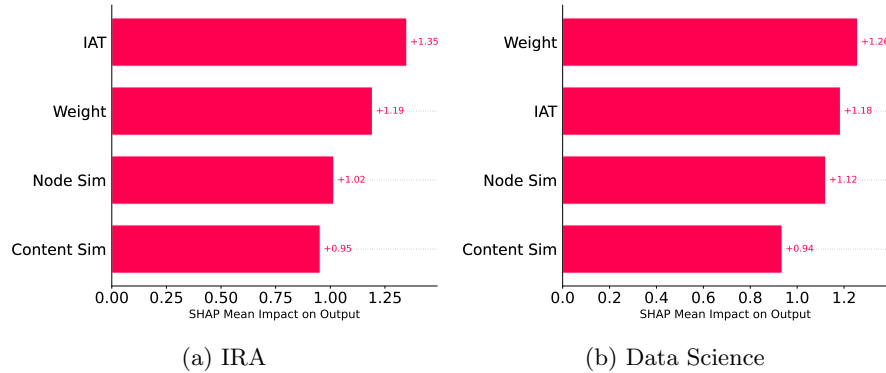 IAT
+1.35
Weight
+1.19
Node Sim
+1.02
Content Sim
+0.95
0.00 0.25 0.50 0.75 1.00 1.25
SHAP Mean Impact on Output
(a) IRA
Weight
+1.26
IAT
+1.18
Node Sim
+1.12
Content Sim
+0.94
0.0 0.2 0.4 0.6 0.8 1.0 1.2
SHAP Mean Impact on Output
(b) Data Science